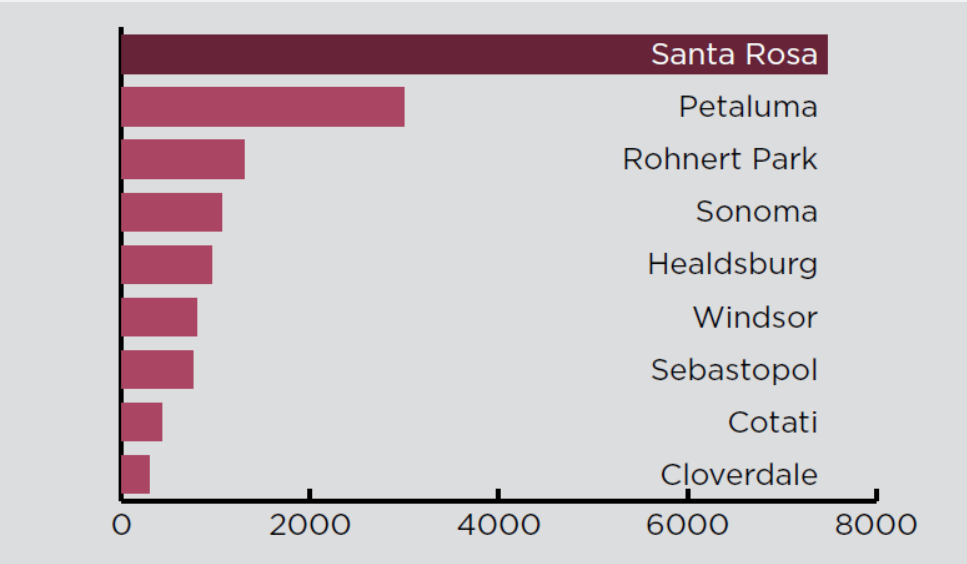 Santa Rosa
Petaluma
Rohnert Park
Sonoma
Healdsburg
Windsor
Sebastopol
Cotati
Cloverdale
0 2000 4000 6000 8000